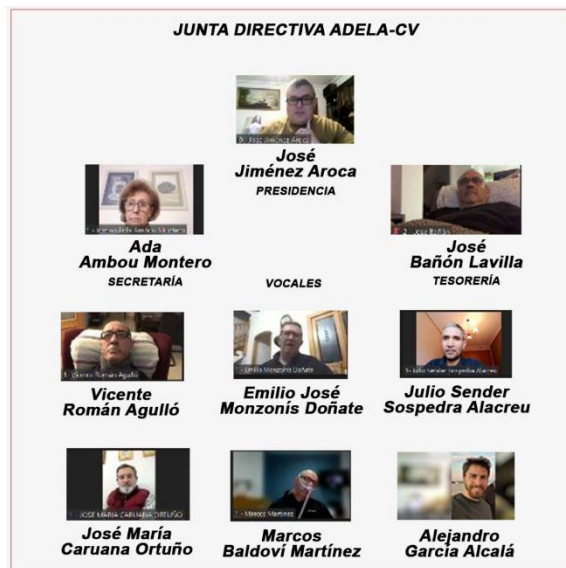 JUNTA DIRECTIVA ADELA-CV
José
Jiménez Aroca
PRESIDENCIA
Ada
Ambou Montero
SECRETARÍA
José
Bañón Lavilla
TESORERÍA
VOCALES
Vicente
Román Agulló
Emilio José
Monzonís Doñate
Julio Sender
Sospedra Alacreu
José María
Caruana Ortuño
Marcos
Baldoví Martínez
Alejandro
García Alcalá